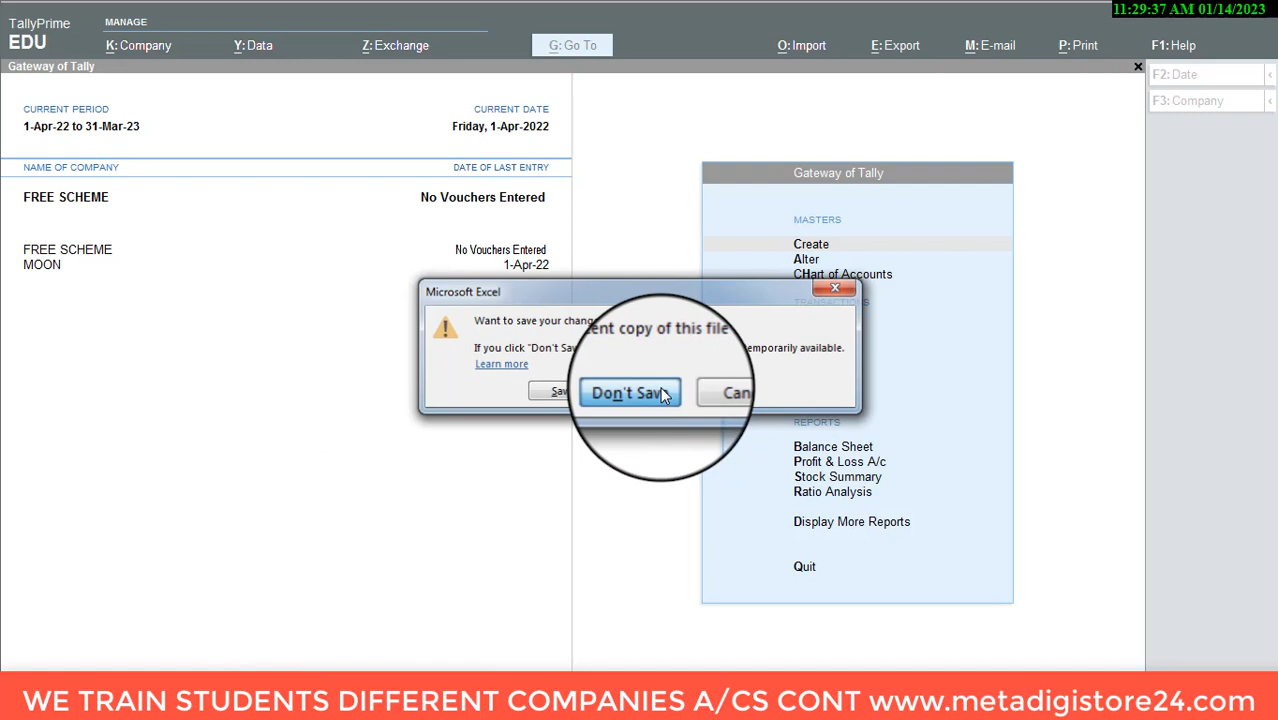 11:29:37 AM 01/14/2023
TallyPrime
EDU
MANAGE
K: Company
Y: Data
Z: Exchange
G: Go To
O: Import
E: Export
M: E-mail
P: Print
F1: Help
Gateway of Tally
F2: Date
F3: Company
CURRENT PERIOD
CURRENT DATE
1-Apr-22 to 31-Mar-23
Friday, 1-Apr-2022
NAME OF COMPANY
DATE OF LAST ENTRY
FREE SCHEME
No Vouchers Entered
FREE SCHEME
No Vouchers Entered
MOON
1-Apr-22
Gateway of Tally
MASTERS
Create
Alter
CHart of Accounts
TRANSACTIONS
Microsoft Excel
Want to save your
If you click "Don't
copy of this file
available.
Learn more
Don't
REPORTS
Balance Sheet
Profit & Loss A/c
Stock Summary
Ratio Analysis
Display More Reports
Quit
WE TRAIN STUDENTS DIFFERENT COMPANIES A/CS CONT www.metadigistore24.com